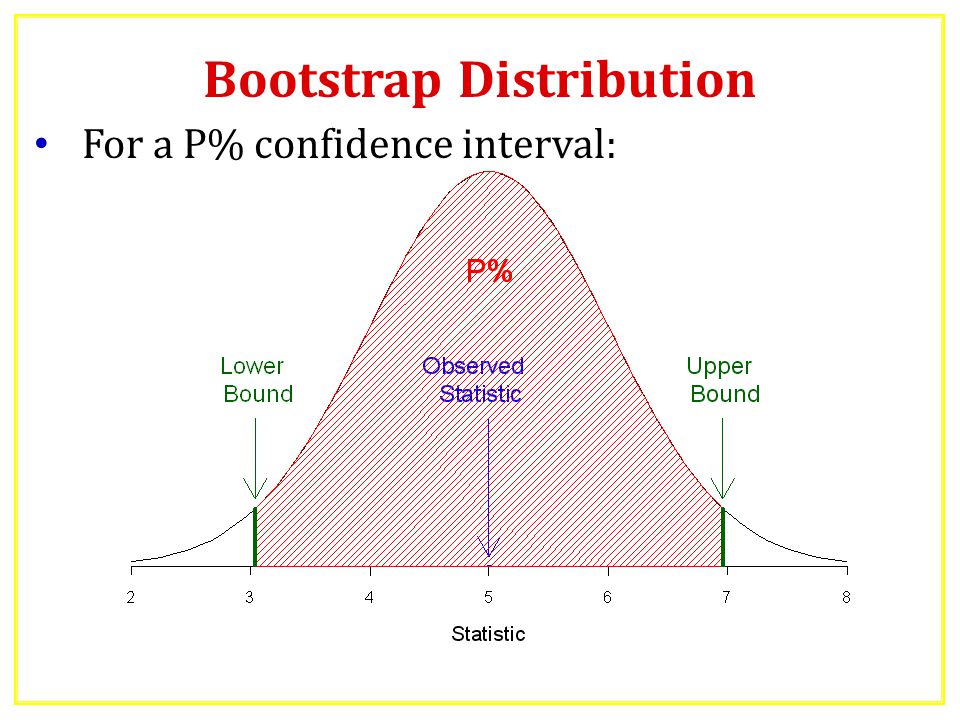 Bootstrap Distribution
• For a P% confidence interval:
P%
Lower
Bound
Observed
Statistic
Upper
Bound
2 3 4 5 6 7 8
Statistic